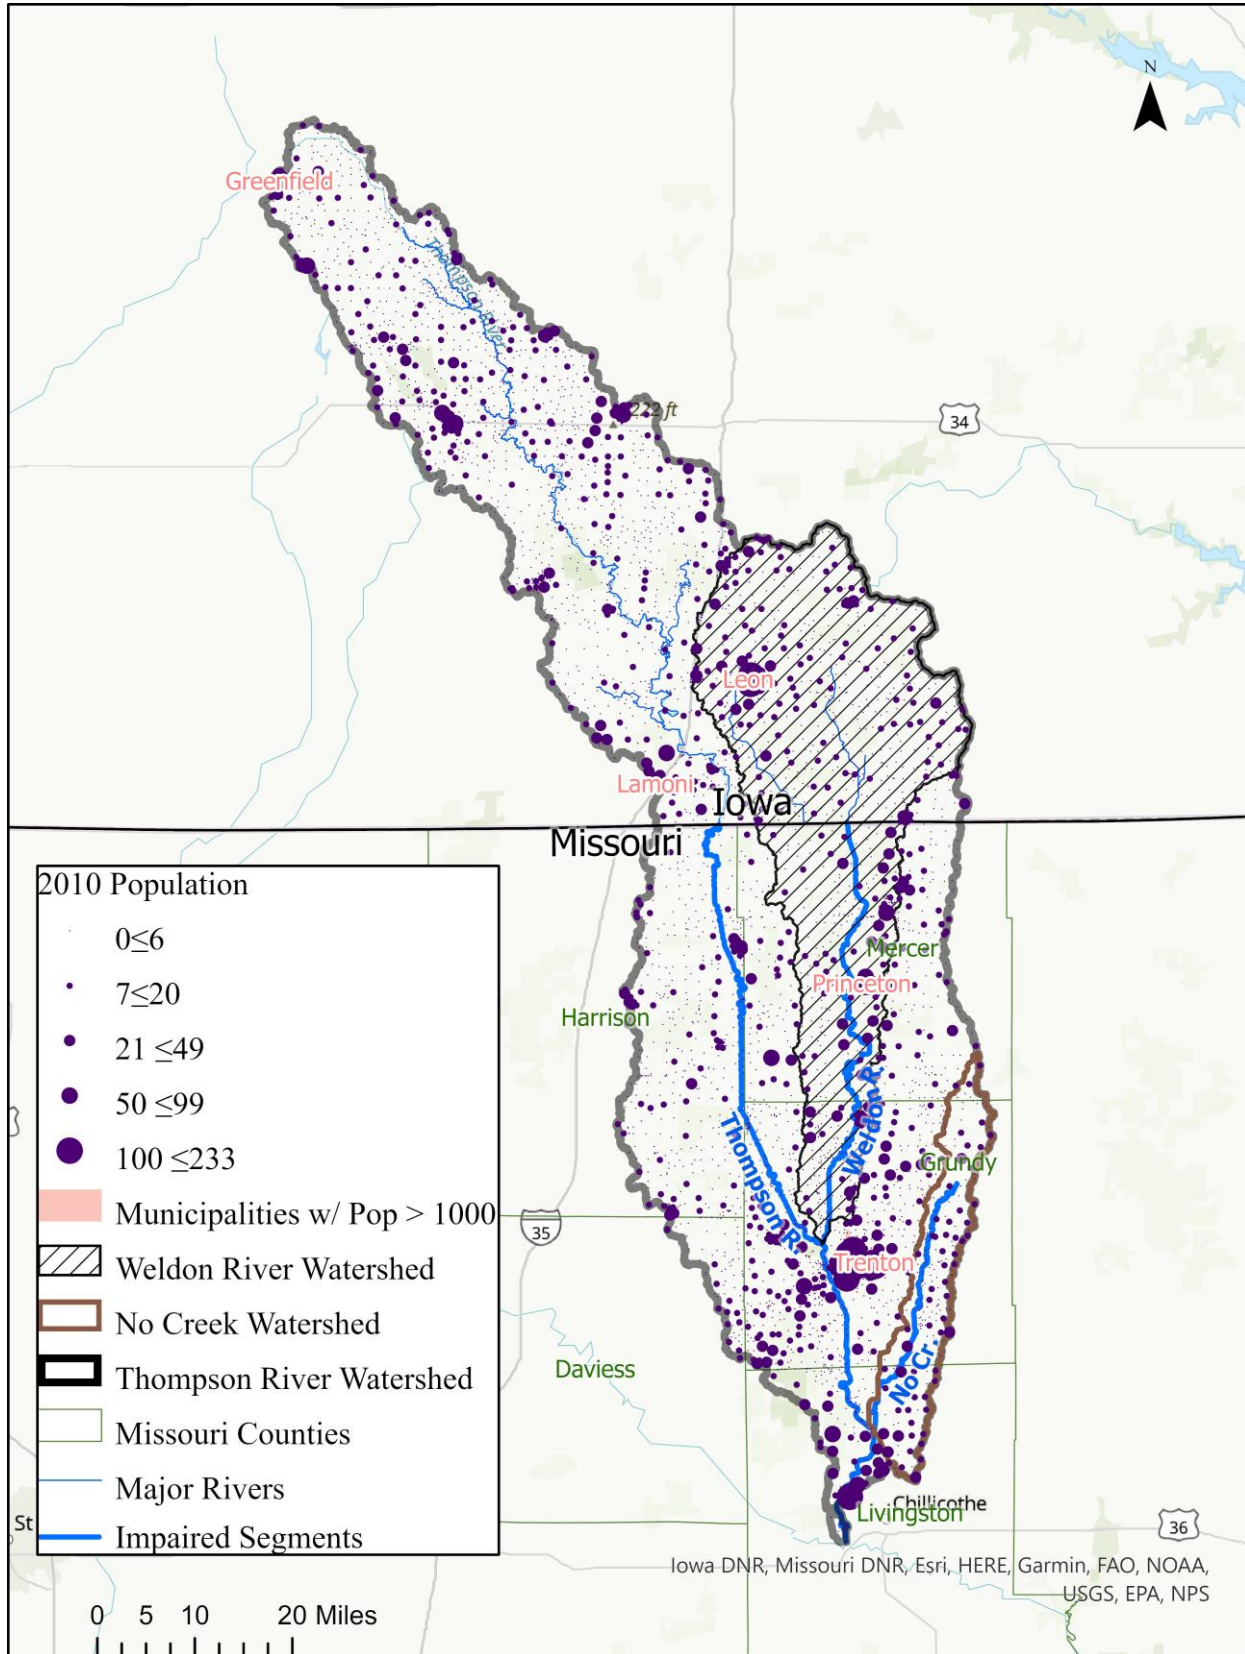 N
Greenfield
Thompson River
222 ft
34
Leon
Lamoni
Iowa
Missouri
2010 Population
0≤6
7≤20
21 ≤49
50 ≤99
100 ≤233
Municipalities w/ Pop > 1000
Weldon River Watershed
No Creek Watershed
Thompson River Watershed
Missouri Counties
Major Rivers
Impaired Segments
Mercer
Princeton
Harrison
Weldon R.
Thompson R.
Grundy
35
Trenton
Daviess
No Cr.
Chillicothe
Livingston
St
36
Iowa DNR, Missouri DNR, Esri, HERE, Garmin, FAO, NOAA,
USGS, EPA, NPS
0 5 10 20 Miles